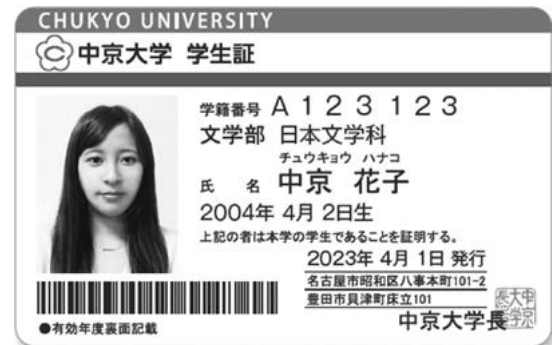 CHUKYO UNIVERSITY
中京大学 学生証
学籍番号 A123123
文学部 日本文学科
チュウキョウ ハナコ
氏 名 中京 花子
2004年 4月 2日生
上記の者は本学の学生であることを証明する。
2023年 4月 1日 発行
名古屋市昭和区八事本町101-2
豊田市貝津町床立101
中京大学長
●有効年度裏面記載